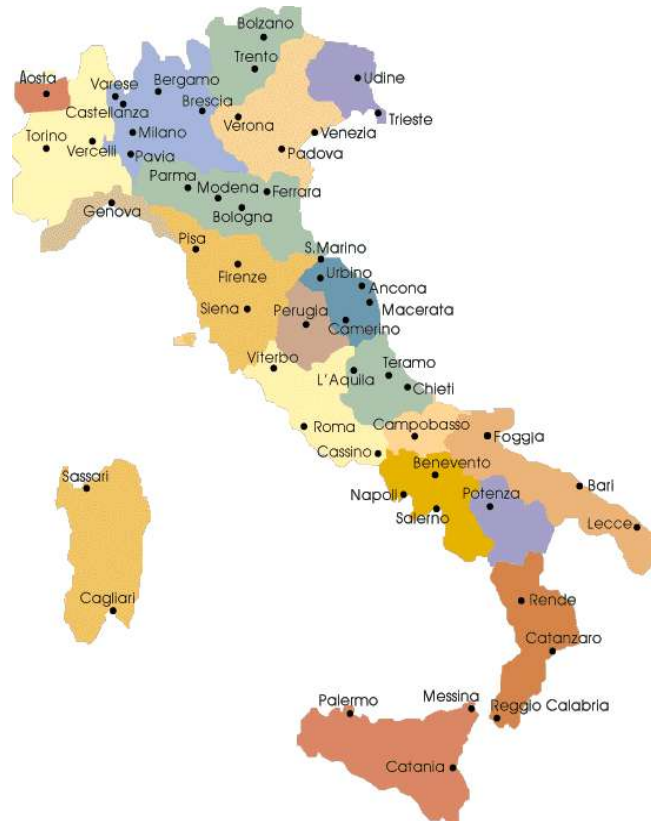 Bolzano
Trento
Udine
Aosta
Varese
Bergamo
Castellanza
Brescia
Trieste
Verona
Torino
Vercelli
Milano
Venezia
Pavia
Padova
Parma
Modena
Ferrara
Genova
Bologna
Pisa
S.Marino
Firenze
Urbino
Ancona
Siena
Perugia
Macerata
Camerino
Viterbo
L'Aquila
Teramo
Chieti
Roma
Campobasso
Foggia
Cassino
Benevento
Sassari
Napoli
Potenza
Bari
Salerno
Lecce
Cagliari
Rende
Catanzaro
Palermo
Messina
Reggio Calabria
Catania